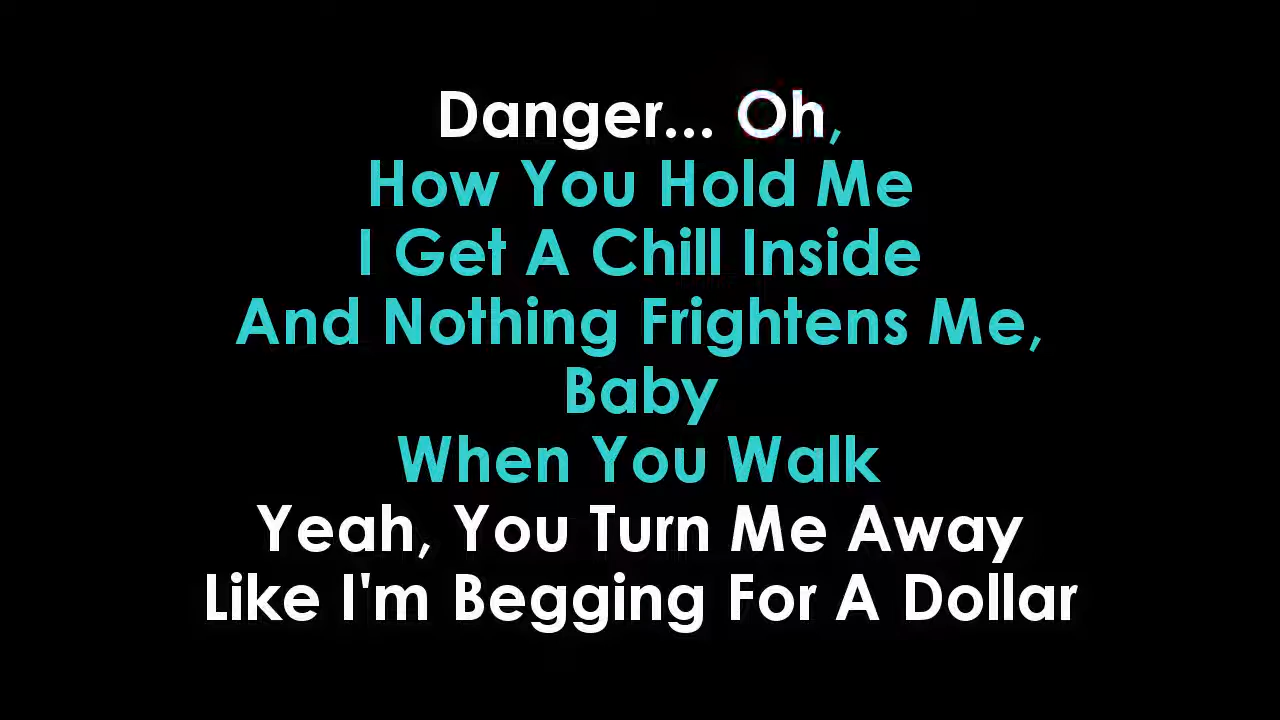 Danger... Oh,
How You Hold Me
I Get A Chill Inside
And Nothing Frightens Me,
Baby
When You Walk
Yeah, You Turn Me Away
Like I'm Begging For A Dollar